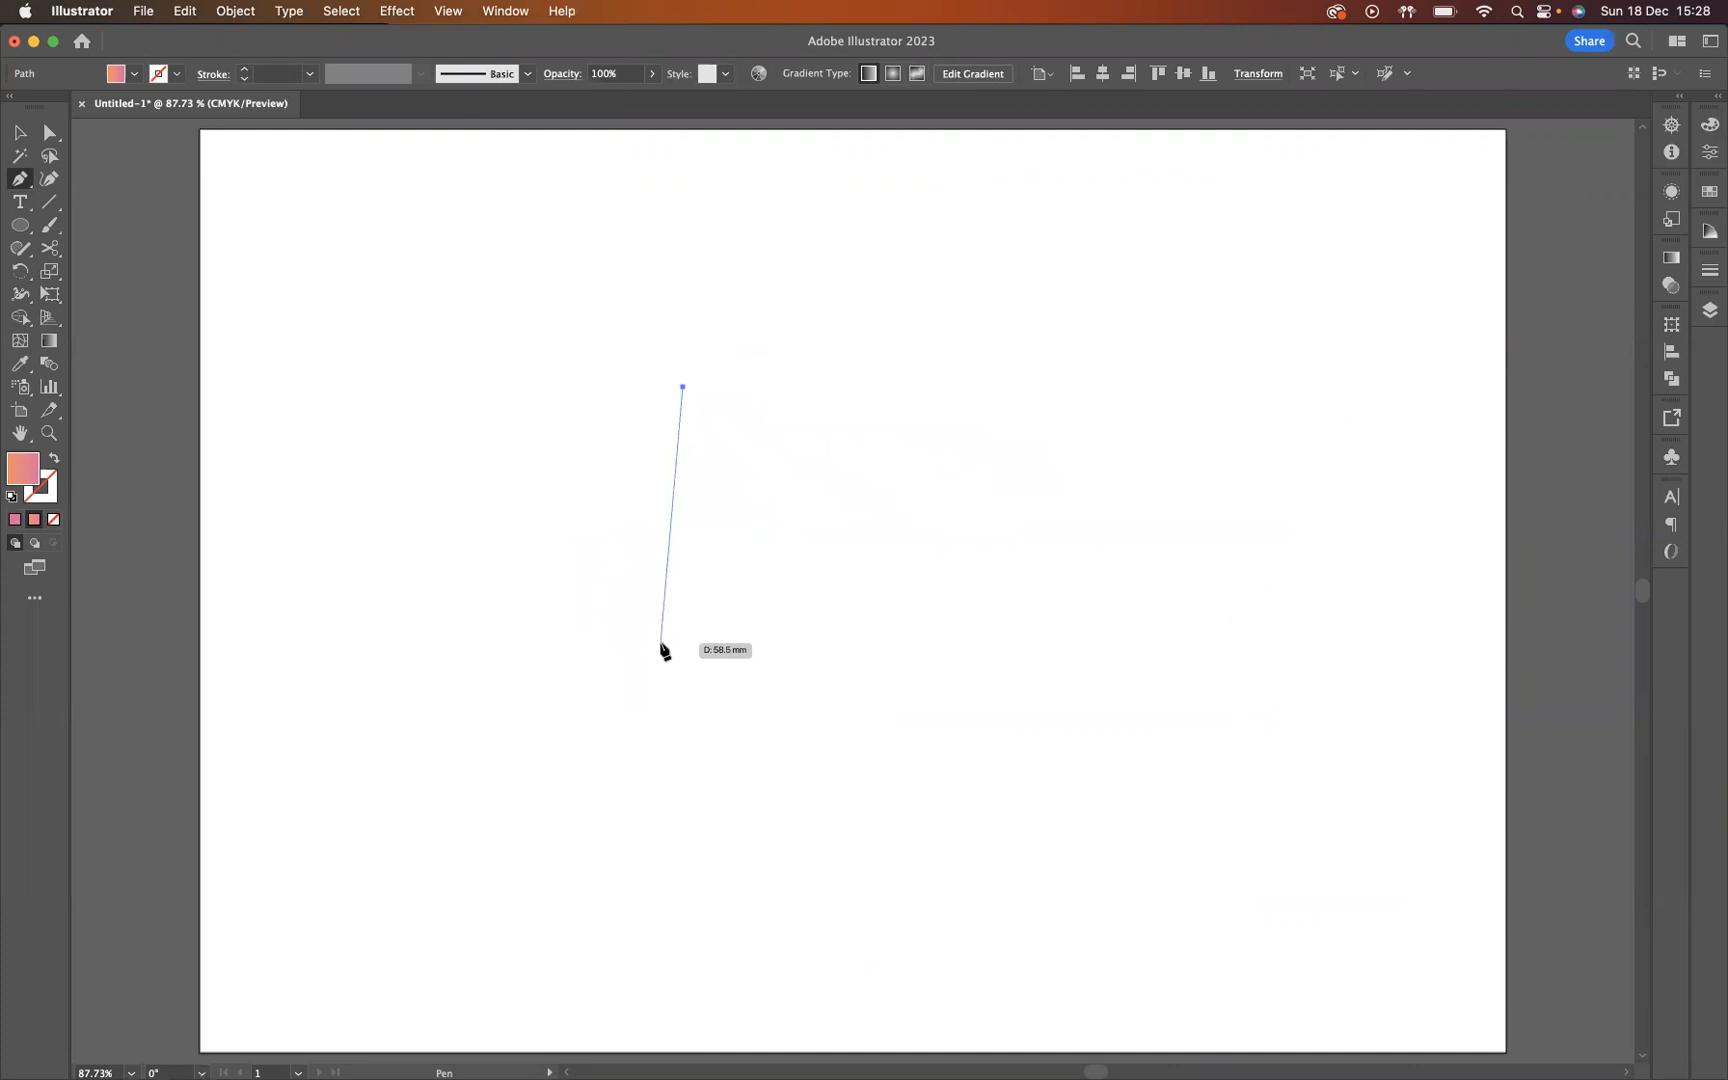 Illustrator File Edit Object Type Select Effect View Window Help Sun 18 Dec 15:28
Adobe Illustrator 2023 Share
Path Stroke: Basic Opacity: 100% Style: Gradient Type: Edit Gradient Transform
× Untitled-1* @ 87.73 % (CMYK/Preview)
D: 58.5 mm
87.73% 0° 1 Pen